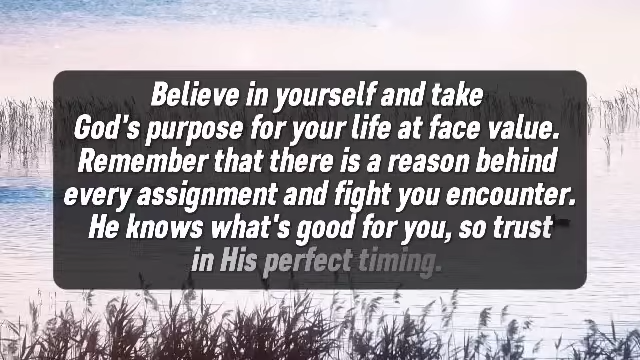 Believe in yourself and take
God's purpose for your life at face value.
Remember that there is a reason behind
every assignment and fight you encounter.
He knows what's good for you, so trust
in His perfect timing.